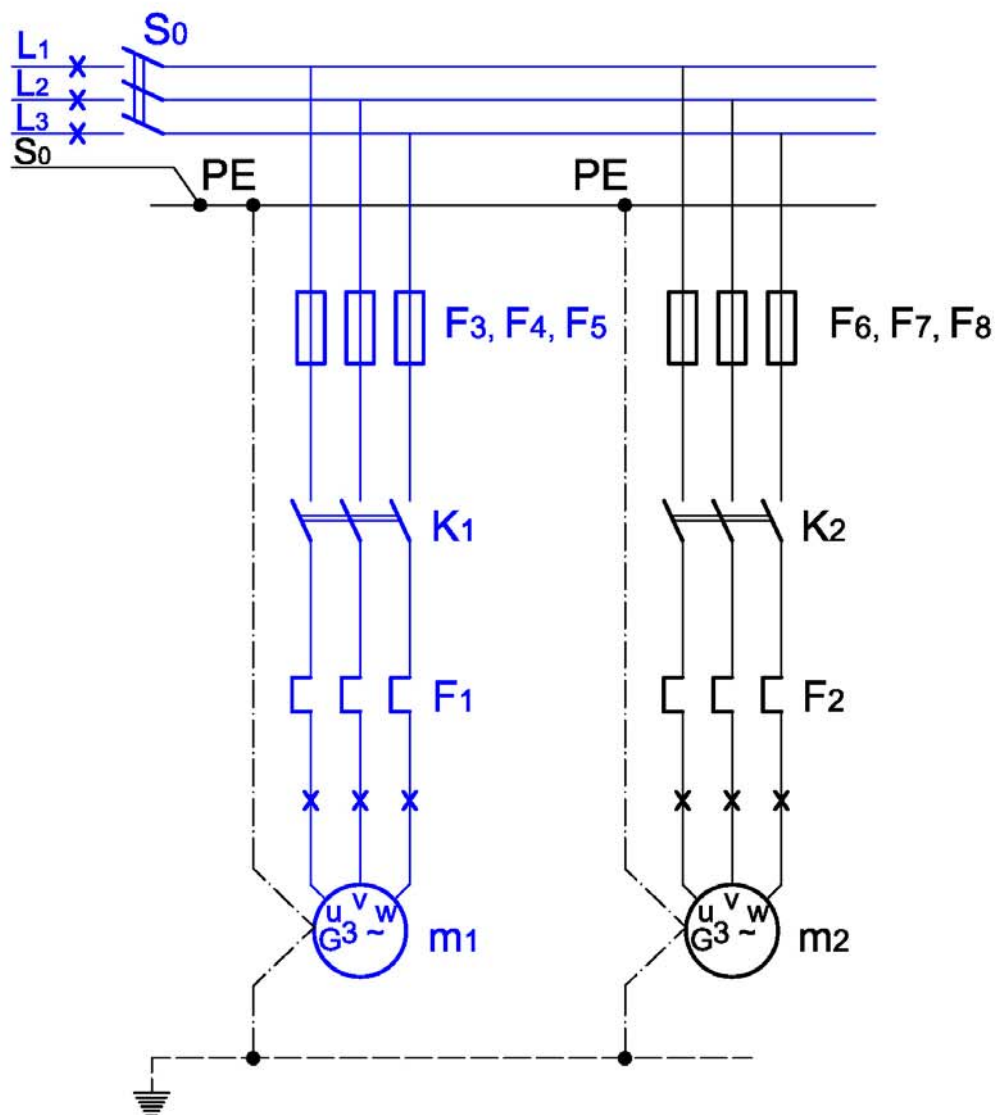 S0
L1
L2
L3
S0
PE
PE
F3, F4, F5
F6, F7, F8
K1
K2
F1
F2
u v w
G3~
m1
u v w
G3~
m2